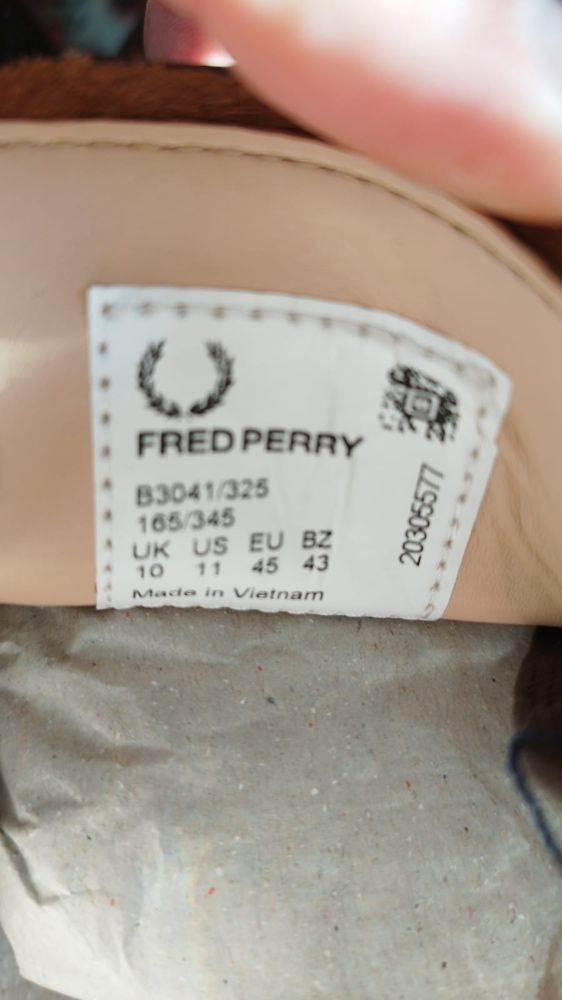 FRED PERRY
B3041/325
165/345
UK US EU BZ
10 11 45 43
Made in Vietnam
20305577